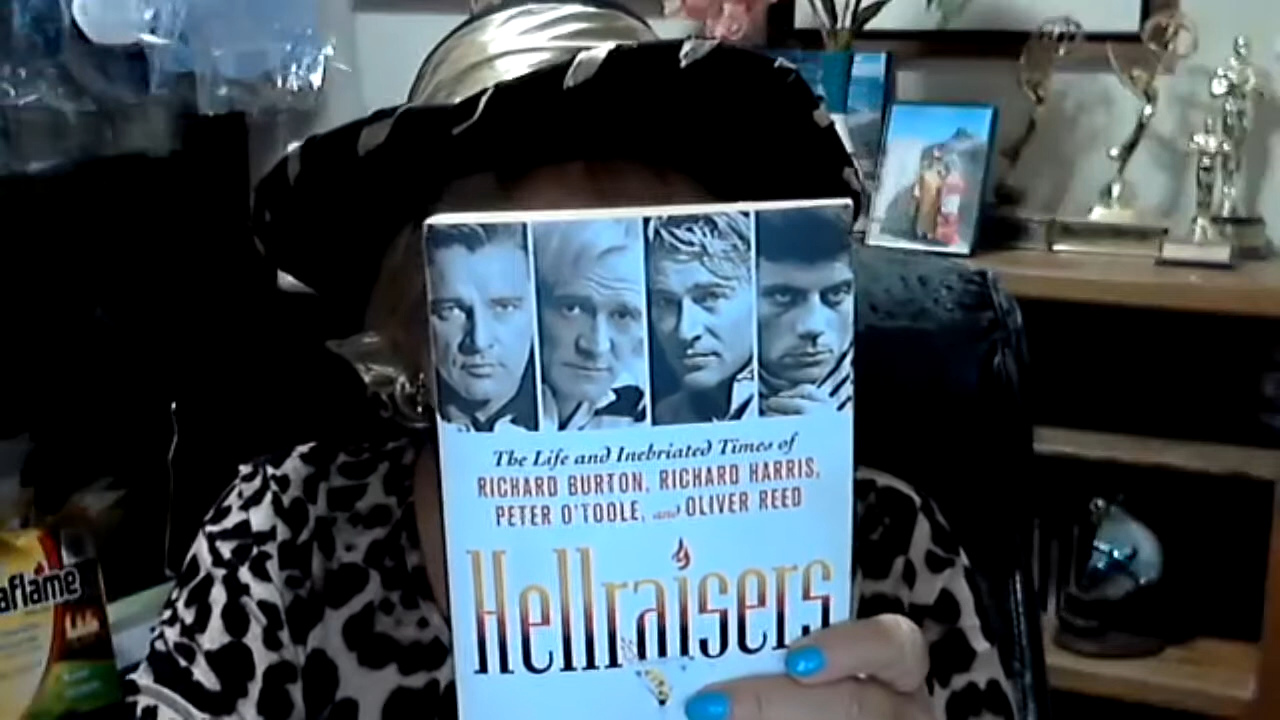 The Life and Inebriated Times of
RICHARD BURTON, RICHARD HARRIS,
PETER O'TOOLE, and OLIVER REED
Hellraisers
aflame